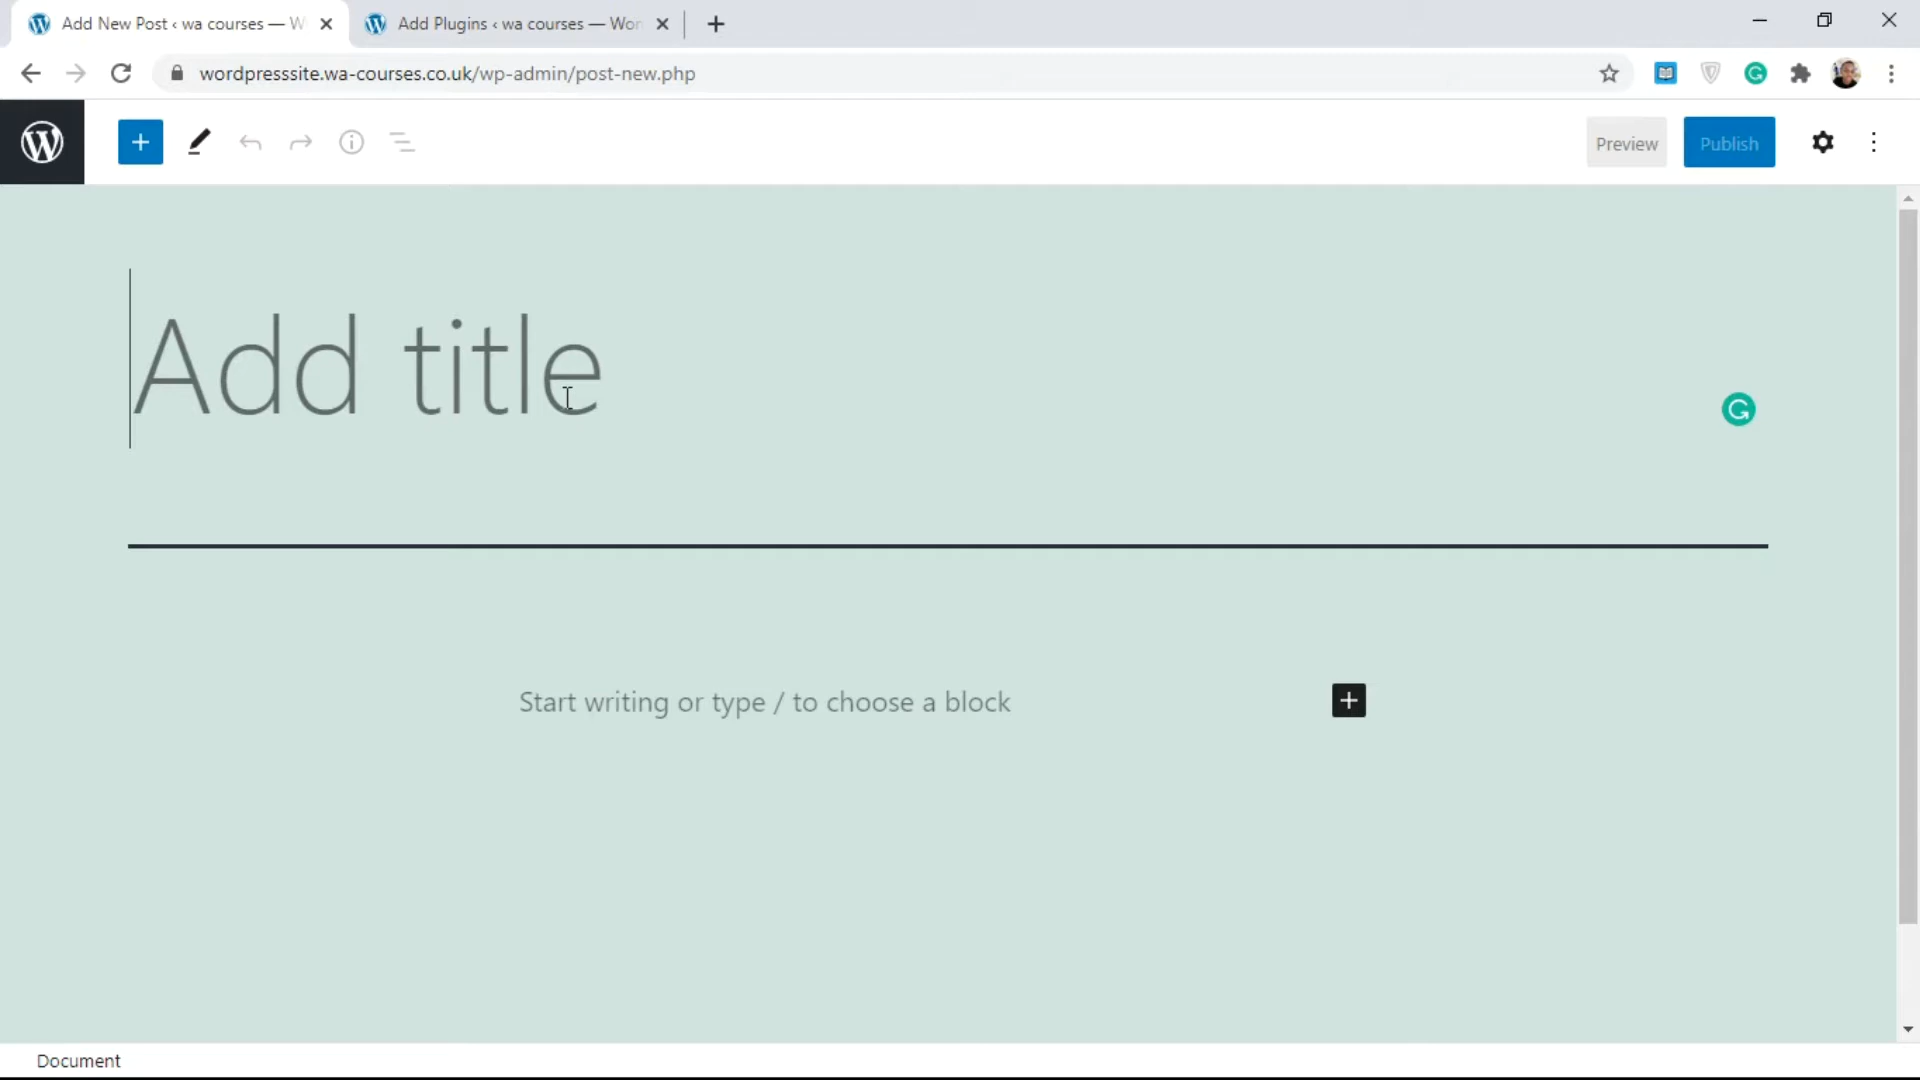 Add New Post ‹ wa courses — W
Add Plugins ‹ wa courses — Wor
wordpresssite.wa-courses.co.uk/wp-admin/post-new.php
Preview
Publish
Add title
Start writing or type / to choose a block
Document